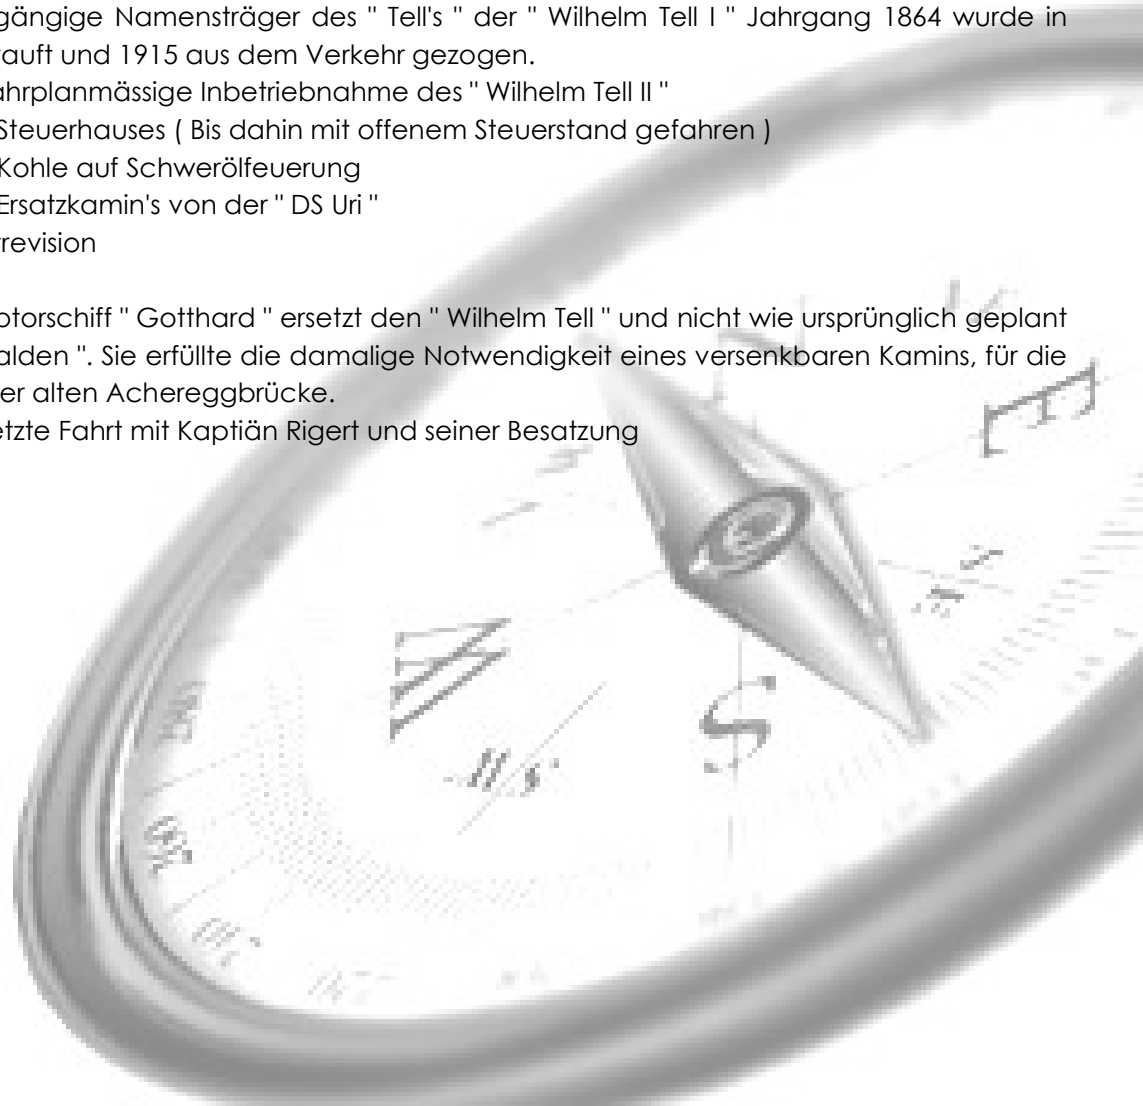 gängige Namensträger des " Tell's " der " Wilhelm Tell I " Jahrgang 1864 wurde in
auft und 1915 aus dem Verkehr gezogen.
ahrplanmässige Inbetriebnahme des " Wilhelm Tell II "
Steuerhauses ( Bis dahin mit offenem Steuerstand gefahren )
Kohle auf Schwerölfeuerung
Ersatzkamin's von der " DS Uri "
revision
otorschiff " Gotthard " ersetzt den " Wilhelm Tell " und nicht wie ursprünglich geplant
alden ". Sie erfüllte die damalige Notwendigkeit eines versenkbaren Kamins, für die
er alten Achereggbrücke.
etzte Fahrt mit Kaptiän Rigert und seiner Besatzung
E
W
S